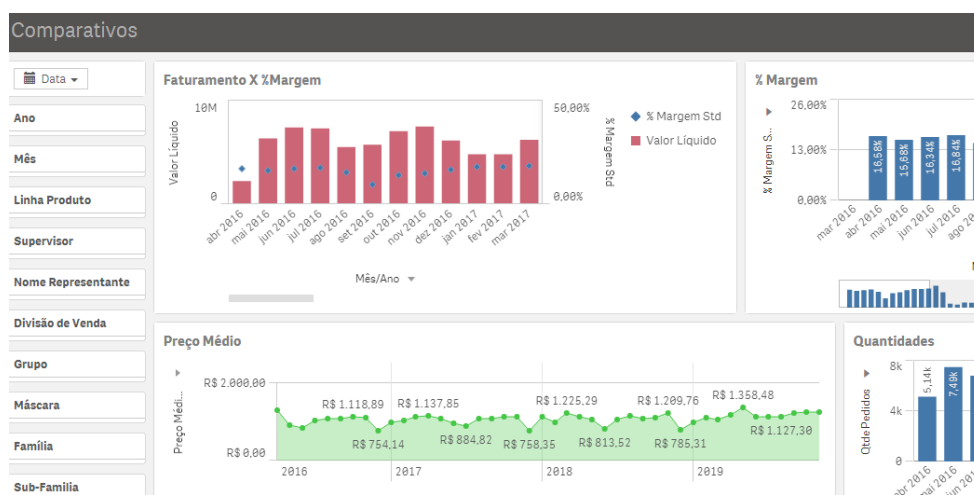 Comparativos
Data
Ano
Mês
Linha Produto
Supervisor
Nome Representante
Divisão de Venda
Grupo
Máscara
Família
Sub-Família
Faturamento X %Margem
10M
0
Valor Líquido
50,00%
0,00%
% Margem Std
% Margem Std
Valor Líquido
abr 2016
mai 2016
jun 2016
jul 2016
ago 2016
set 2016
out 2016
nov 2016
dez 2016
jan 2017
fev 2017
mar 2017
Mês/Ano
% Margem
% Margem S…
26,00%
13,00%
0,00%
16,58%
15,68%
16,34%
16,84%
mar 2016
abr 2016
mai 2016
jun 2016
jul 2016
Preço Médio
Preço Médi…
R$ 2.000,00
R$ 0,00
R$ 1.118,89
R$ 1.137,85
R$ 1.225,29
R$ 1.209,76
R$ 1.358,48
R$ 754,14
R$ 884,82
R$ 758,35
R$ 813,52
R$ 785,31
R$ 1.127,30
2016
2017
2018
2019
Quantidades
Qtde Pedidos
8k
4k
0
5,14k
7,49k